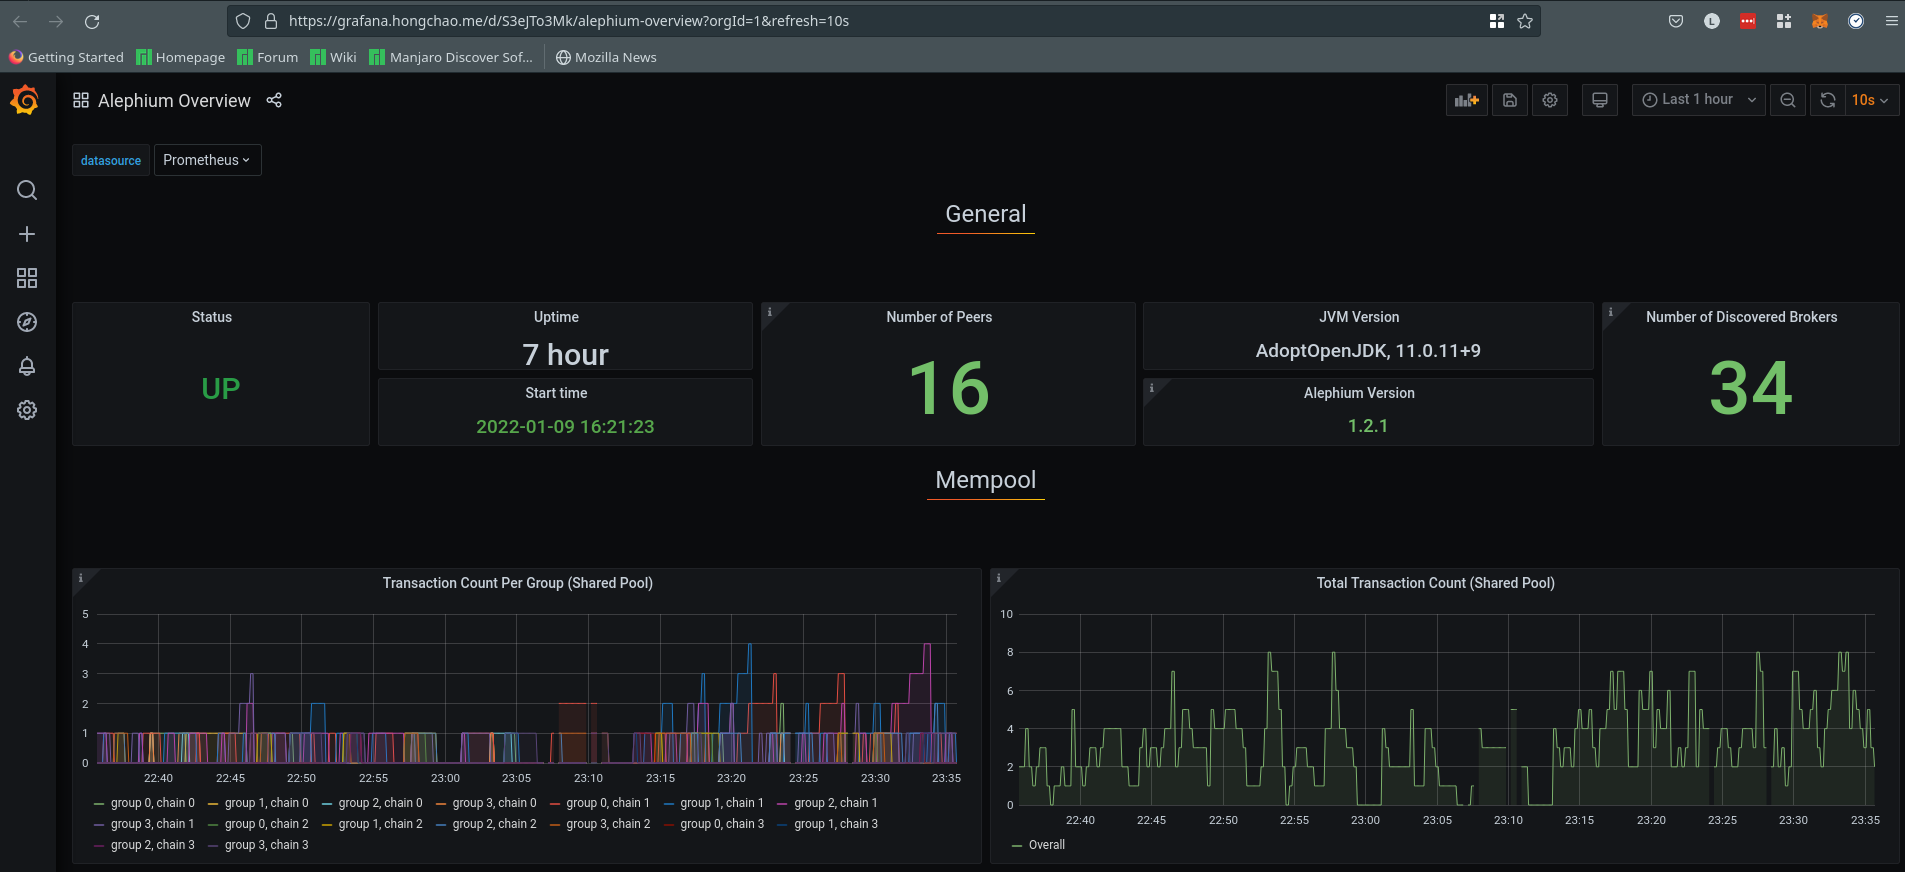 https://grafana.hongchao.me/d/S3eJTo3Mk/alephium-overview?orgId=1&refresh=10s
L
Getting Started Homepage Forum Wiki Manjaro Discover Sof... Mozilla News
Alephium Overview
Last 1 hour
10s
datasource Prometheus
General
Status
UP
Uptime
7 hour
Start time
2022-01-09 16:21:23
i
Number of Peers
16
JVM Version
AdoptOpenJDK, 11.0.11+9
i
Alephium Version
1.2.1
i
Number of Discovered Brokers
34
Mempool
i
Transaction Count Per Group (Shared Pool)
5
4
3
2
1
0
22:40 22:45 22:50 22:55 23:00 23:05 23:10 23:15 23:20 23:25 23:30 23:35
group 0, chain 0 group 1, chain 0 group 2, chain 0 group 3, chain 0 group 0, chain 1 group 1, chain 1 group 2, chain 1
group 3, chain 1 group 0, chain 2 group 1, chain 2 group 2, chain 2 group 3, chain 2 group 0, chain 3 group 1, chain 3
group 2, chain 3 group 3, chain 3
i
Total Transaction Count (Shared Pool)
10
8
6
4
2
0
22:40 22:45 22:50 22:55 23:00 23:05 23:10 23:15 23:20 23:25 23:30 23:35
Overall